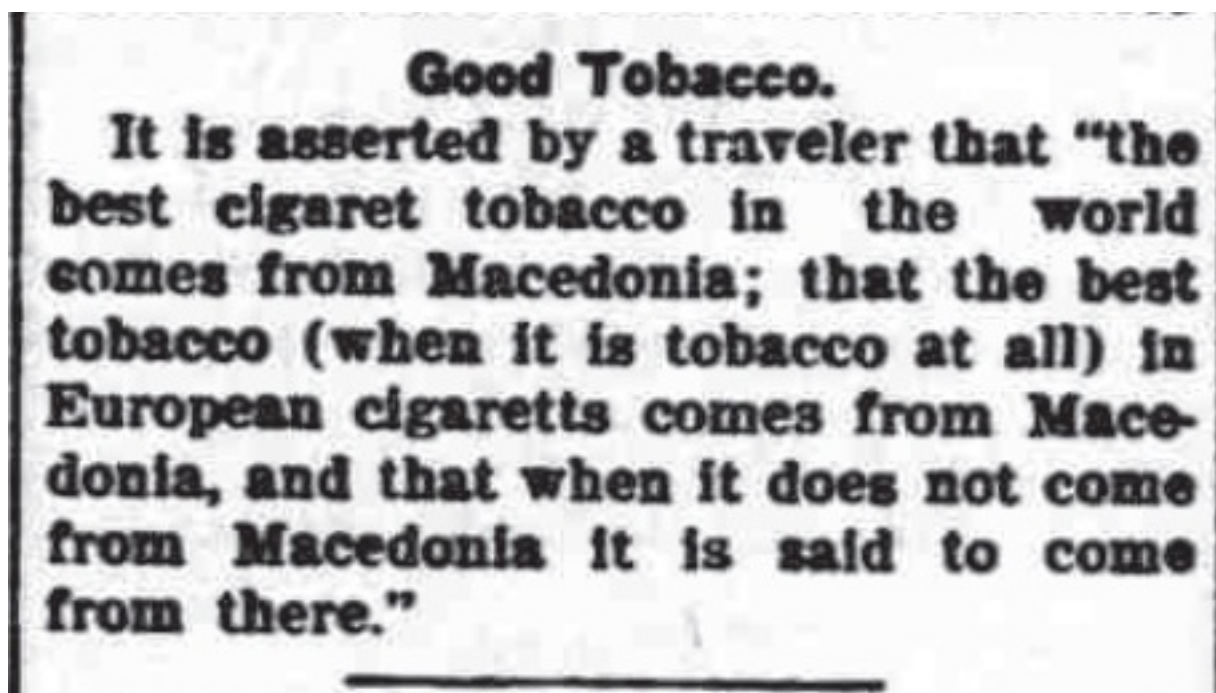 Good Tobacco.
It is asserted by a traveler that “the
best cigaret tobacco in the world
comes from Macedonia; that the best
tobacco (when it is tobacco at all) in
European cigaretts comes from Mace-
donia, and that when it does not come
from Macedonia it is said to come
from there.”